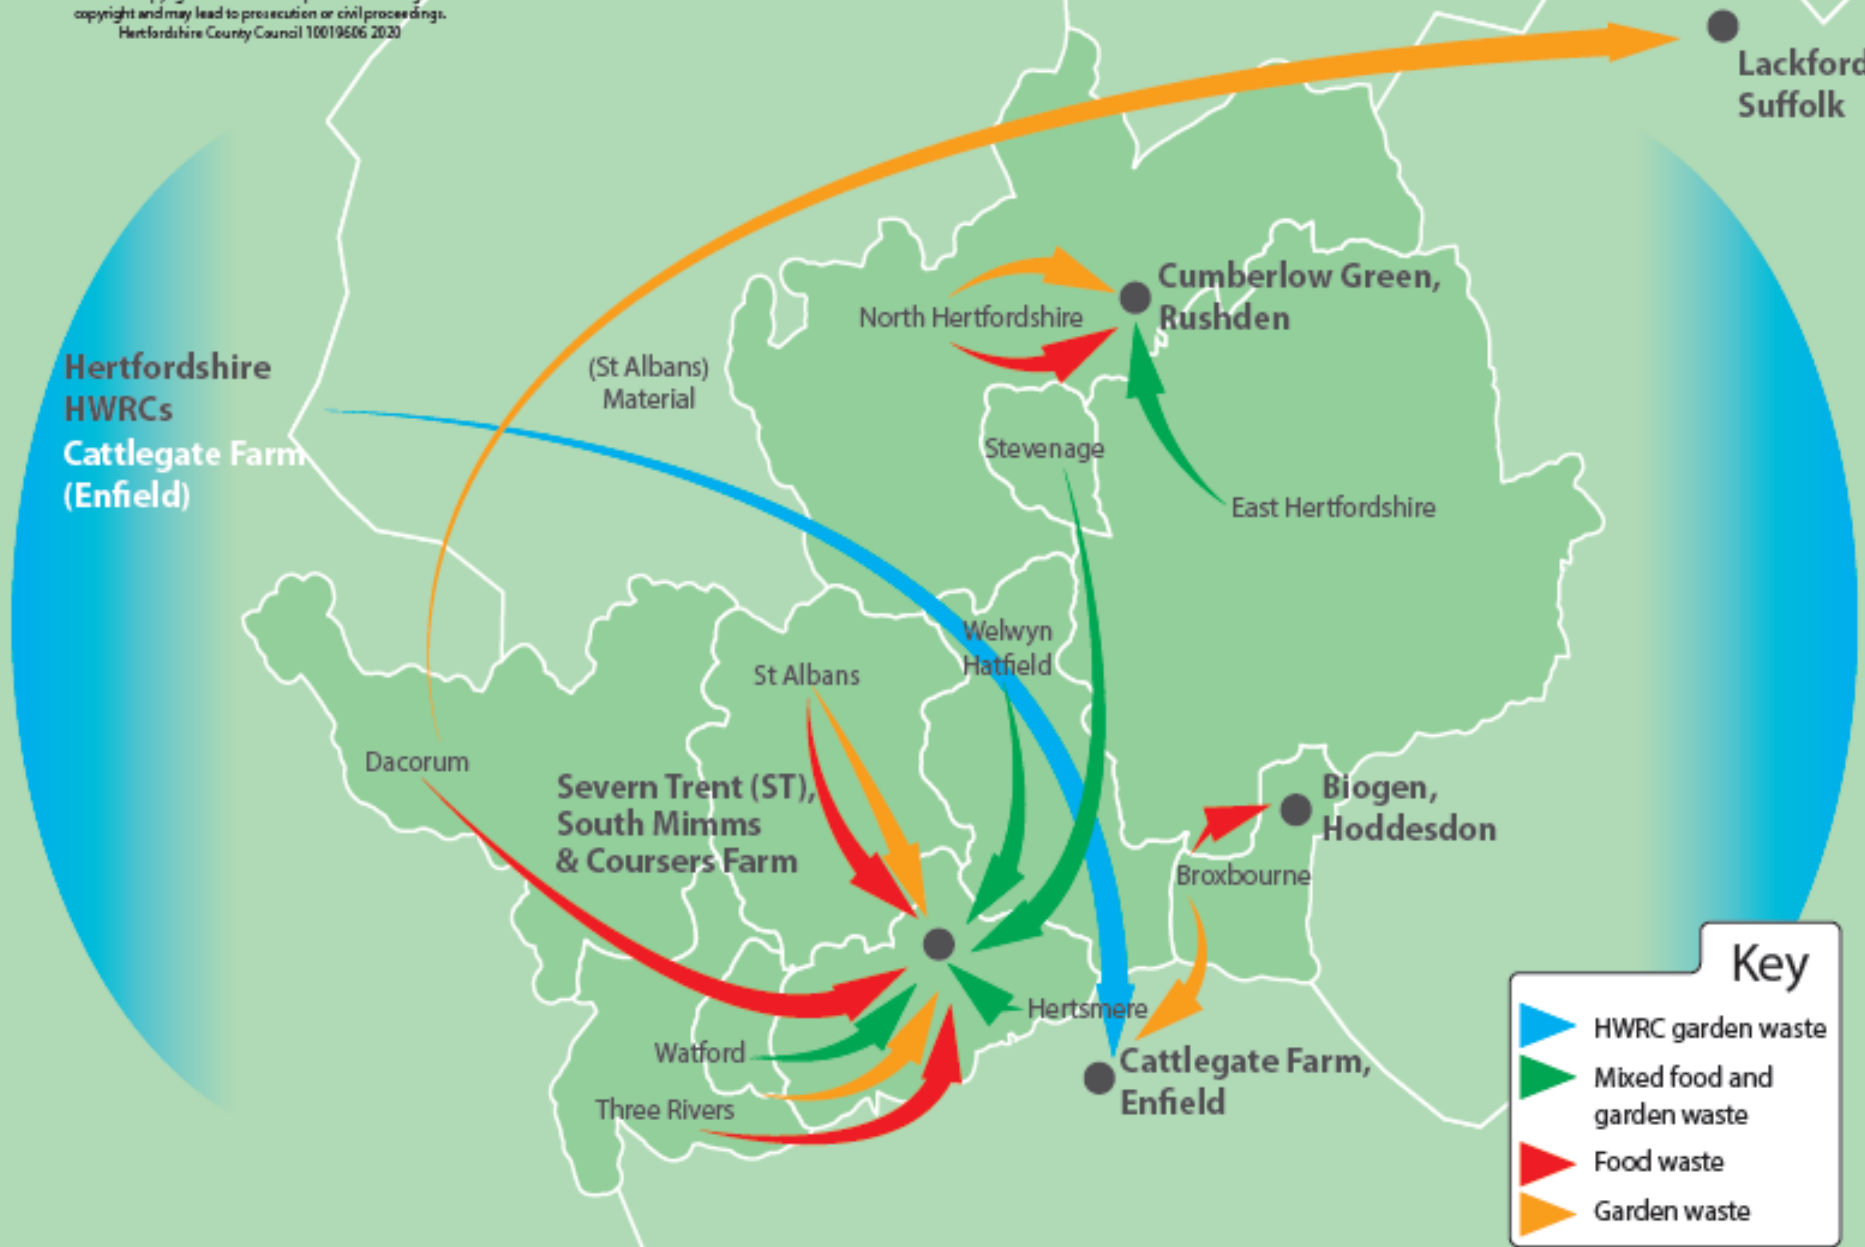 copyright and may lead to prosecution or civil proceedings.
Hertfordshire County Council 10019606 2020
Lackford
Suffolk
Cumberlow Green,
Rushden
North Hertfordshire
(St Albans)
Material
Hertfordshire
HWRCs
Cattlegate Farm
(Enfield)
Stevenage
East Hertfordshire
Welwyn
Hatfield
St Albans
Dacorum
Severn Trent (ST),
South Mimms
& Coursers Farm
Biogen,
Hoddesdon
Broxbourne
Hertsmere
Watford
Three Rivers
Cattlegate Farm,
Enfield
Key
HWRC garden waste
Mixed food and
garden waste
Food waste
Garden waste